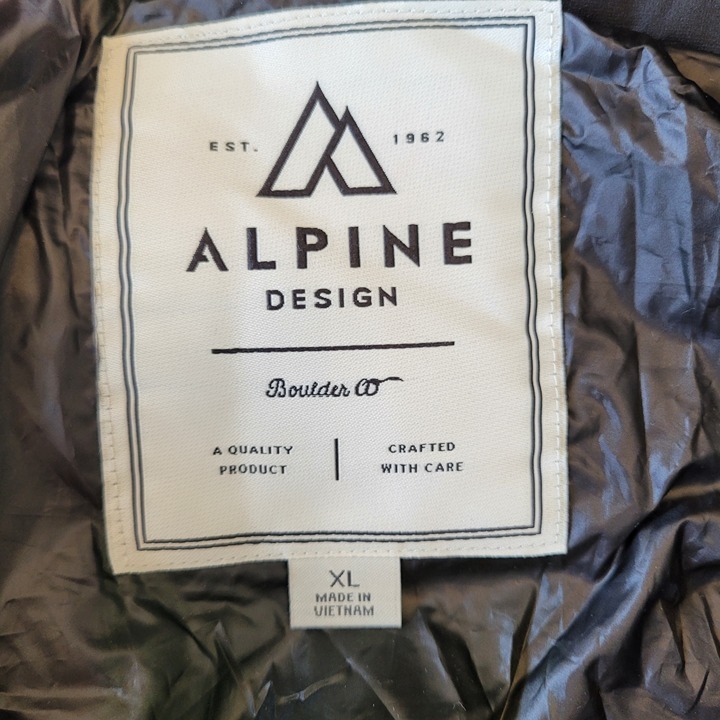 EST. 1962
ALPINE
DESIGN
Boulder CO
A QUALITY
PRODUCT
CRAFTED
WITH CARE
XL
MADE IN
VIETNAM